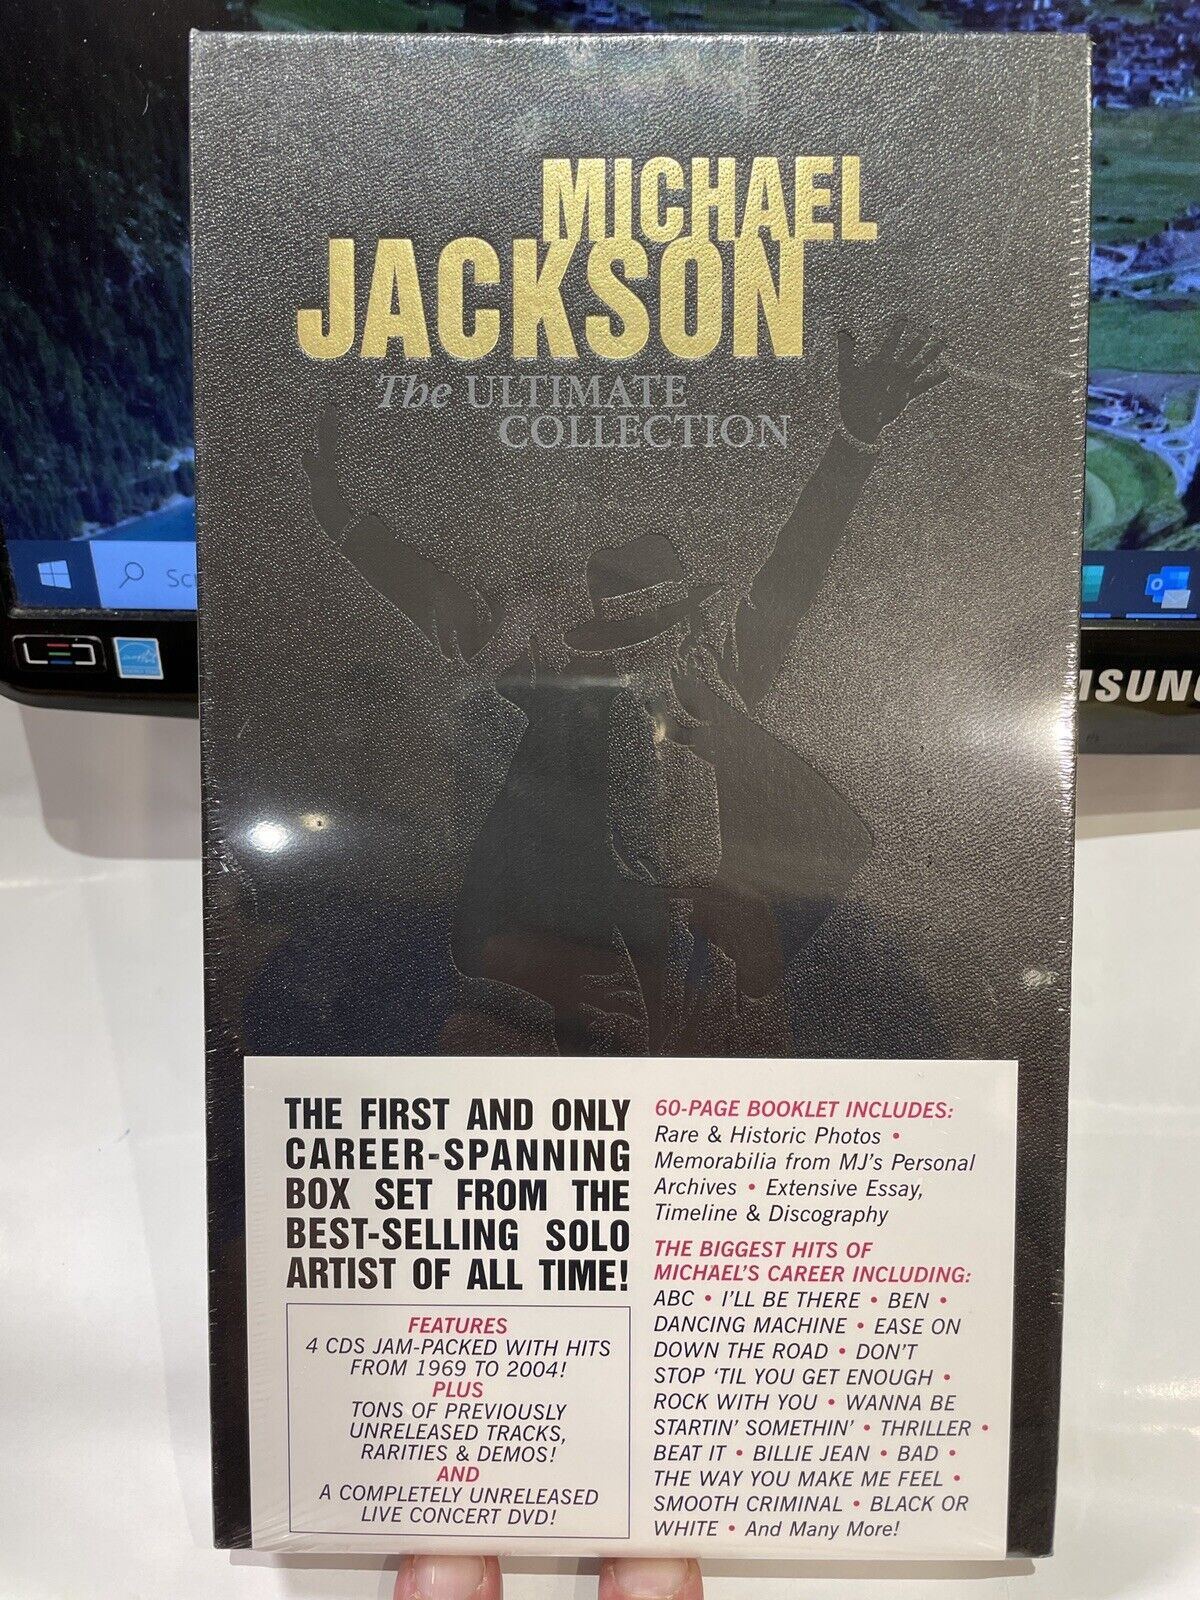 MICHAEL
JACKSON
The ULTIMATE
COLLECTION
SAMSUNG
THE FIRST AND ONLY
CAREER-SPANNING
BOX SET FROM THE
BEST-SELLING SOLO
ARTIST OF ALL TIME!
FEATURES
4 CDS JAM-PACKED WITH HITS
FROM 1969 TO 2004!
PLUS
TONS OF PREVIOUSLY
UNRELEASED TRACKS,
RARITIES & DEMOS!
AND
A COMPLETELY UNRELEASED
LIVE CONCERT DVD!
60-PAGE BOOKLET INCLUDES:
Rare & Historic Photos •
Memorabilia from MJ's Personal
Archives • Extensive Essay,
Timeline & Discography
THE BIGGEST HITS OF
MICHAEL'S CAREER INCLUDING:
ABC • I'LL BE THERE • BEN •
DANCING MACHINE • EASE ON
DOWN THE ROAD • DON'T
STOP 'TIL YOU GET ENOUGH •
ROCK WITH YOU • WANNA BE
STARTIN' SOMETHIN' • THRILLER •
BEAT IT • BILLIE JEAN • BAD •
THE WAY YOU MAKE ME FEEL •
SMOOTH CRIMINAL • BLACK OR
WHITE • And Many More!